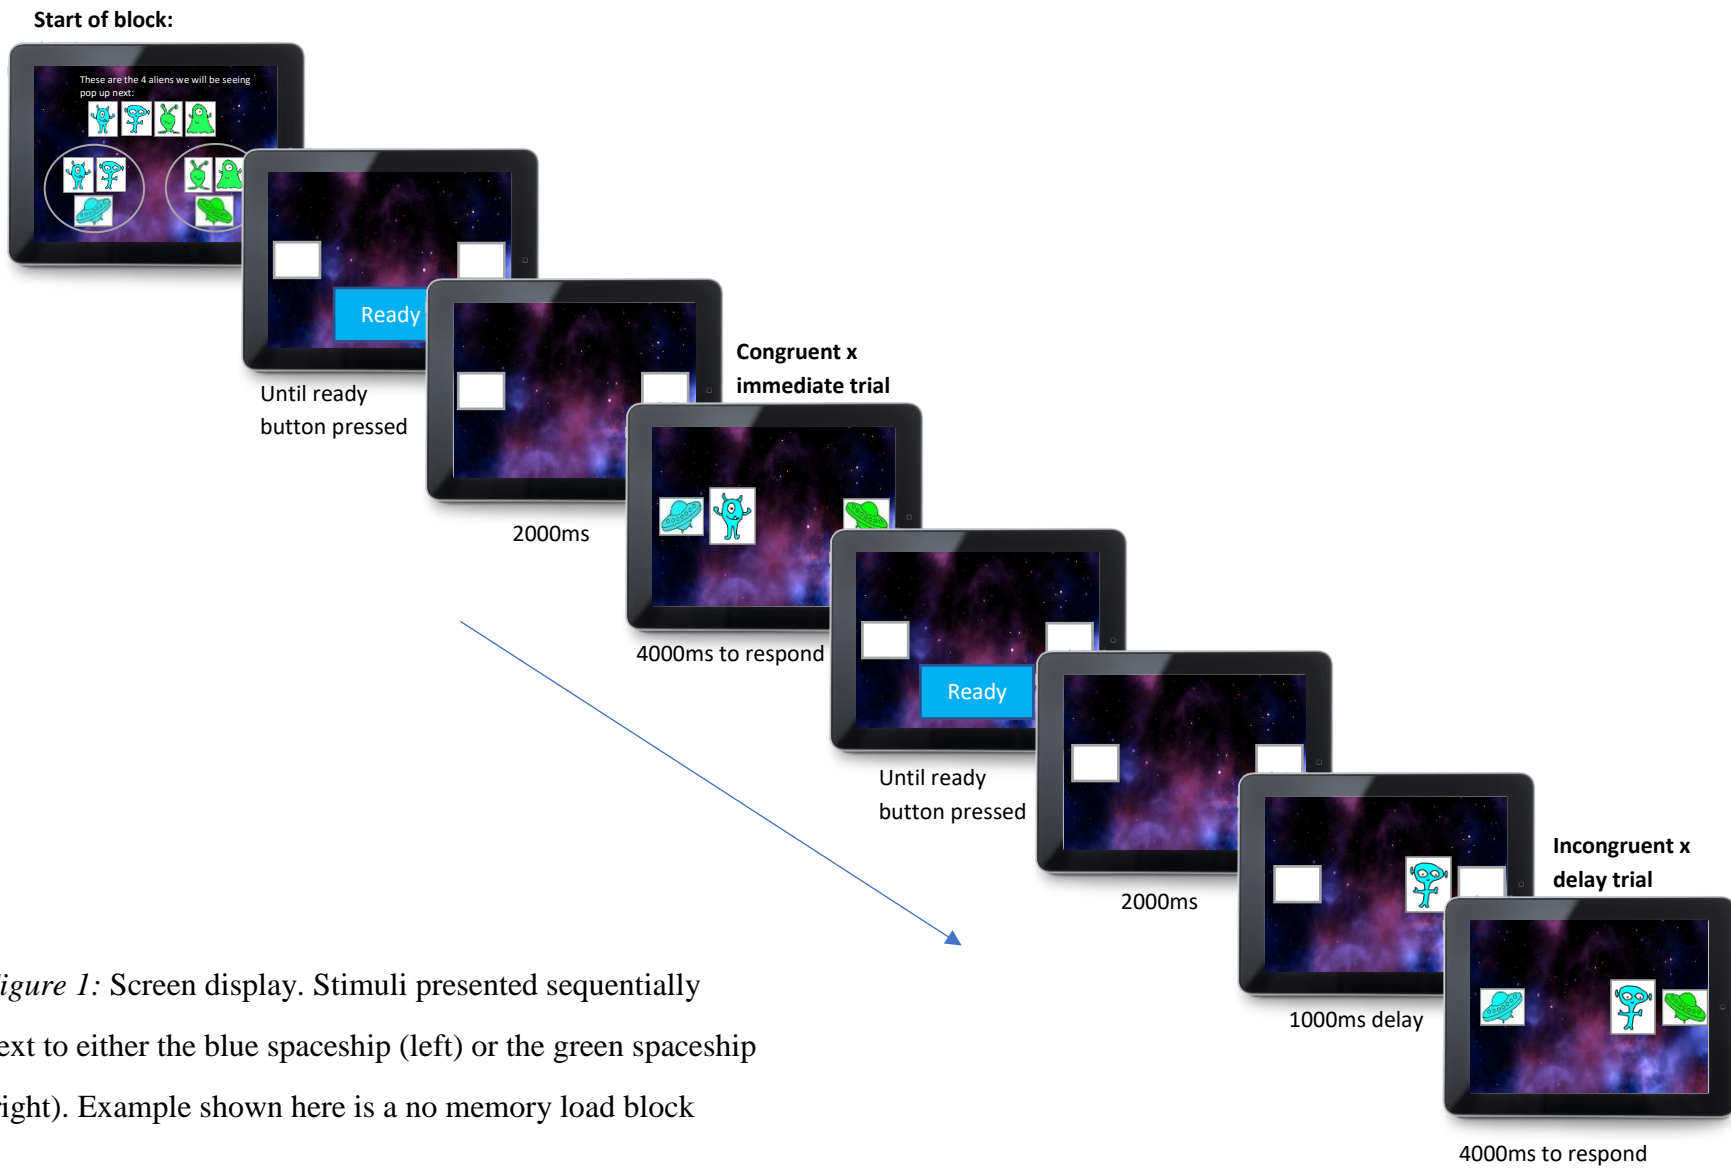 Start of block:
These are the 4 aliens we will be seeing
pop up next:
Ready
Until ready
button pressed
2000ms
Congruent x
immediate trial
4000ms to respond
Ready
Until ready
button pressed
2000ms
1000ms delay
Incongruent x
delay trial
4000ms to respond
igure 1: Screen display. Stimuli presented sequentially
ext to either the blue spaceship (left) or the green spaceship
right). Example shown here is a no memory load block